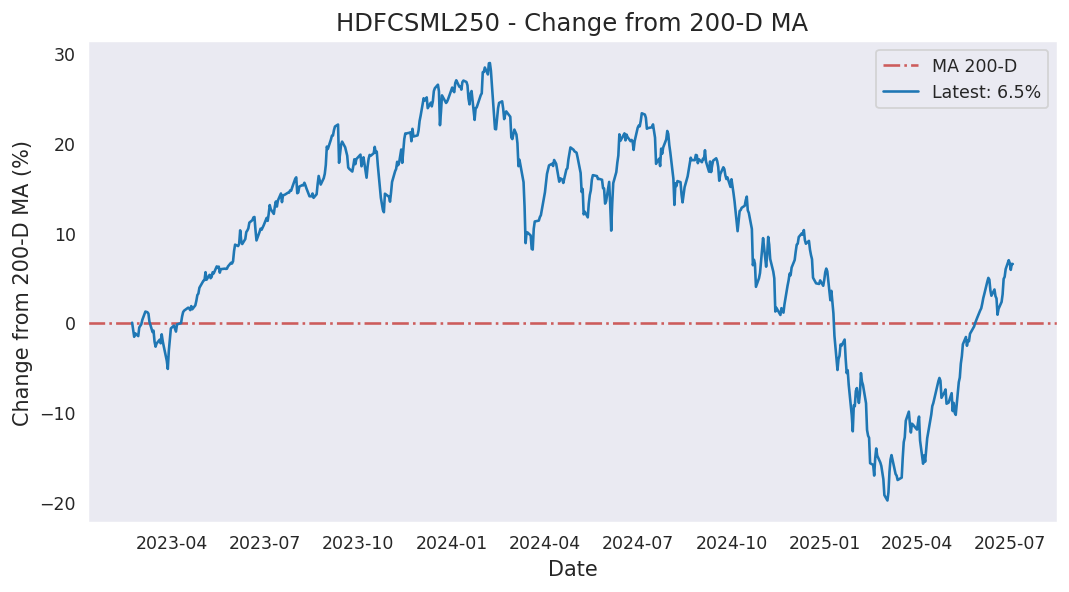 HDFCSML250 - Change from 200-D MA
MA 200-D
Latest: 6.5%
Change from 200-D MA (%)
30
20
10
0
−10
−20
2023-04 2023-07 2023-10 2024-01 2024-04 2024-07 2024-10 2025-01 2025-04 2025-07
Date